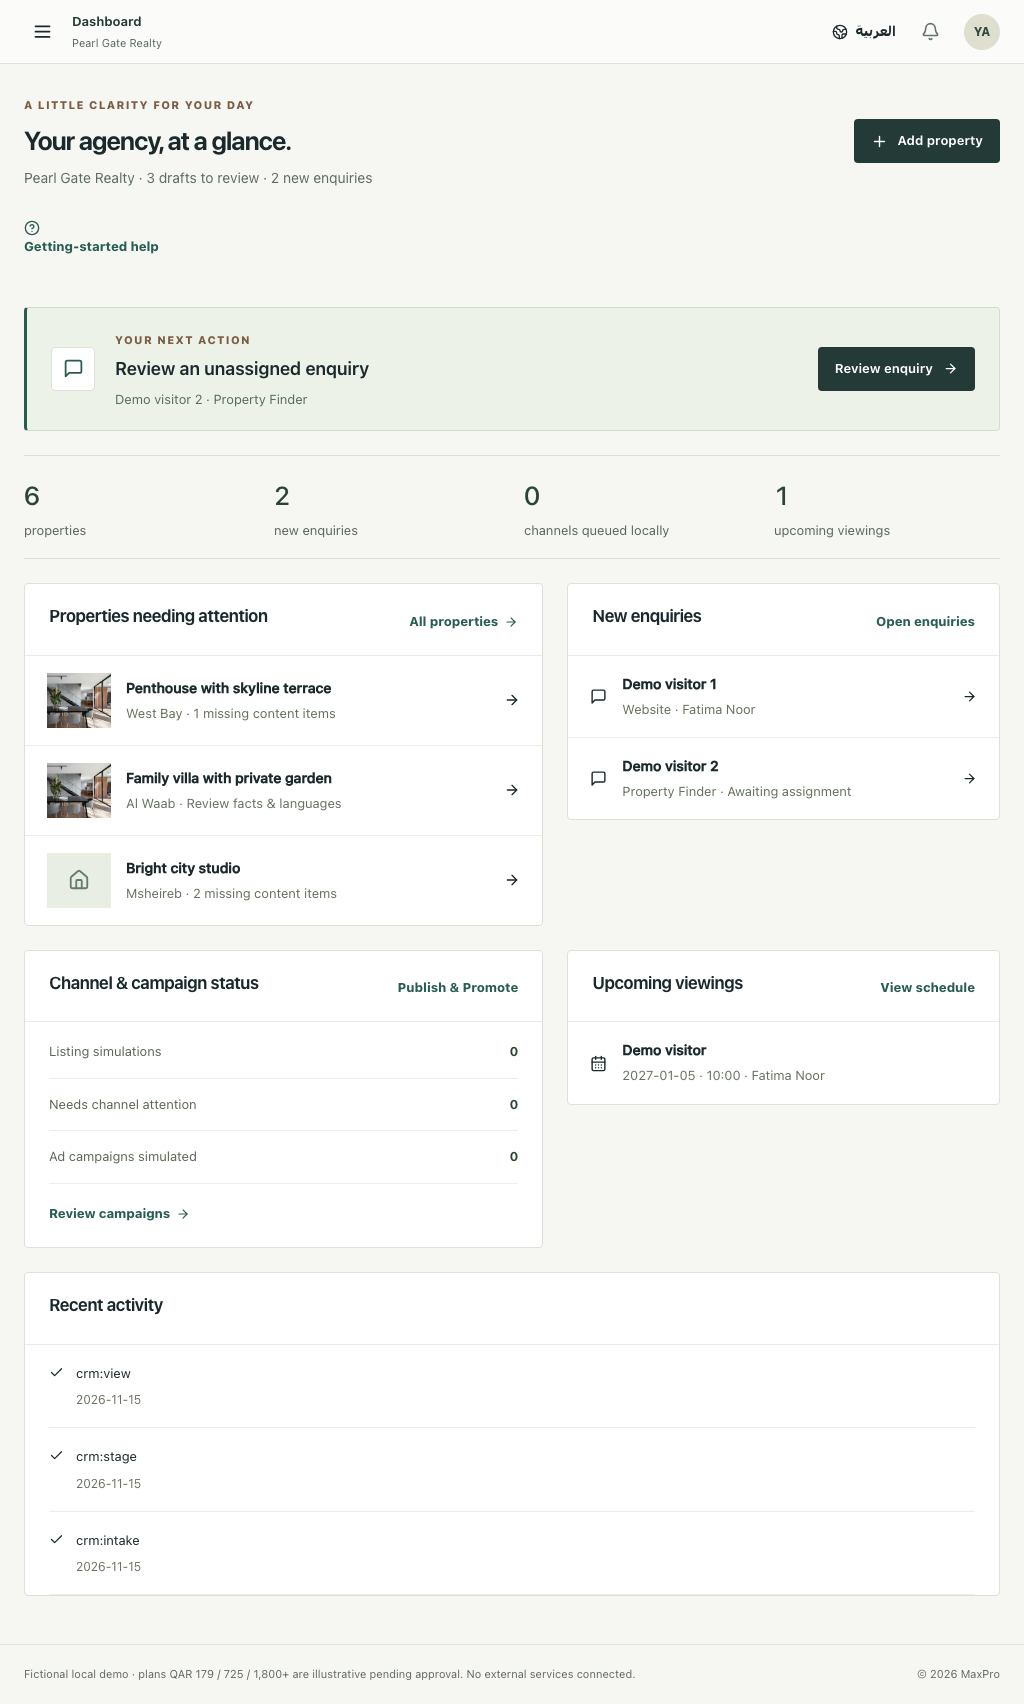 Dashboard
Pearl Gate Realty
العربية
YA
A LITTLE CLARITY FOR YOUR DAY
Your agency, at a glance.
Add property
Pearl Gate Realty · 3 drafts to review · 2 new enquiries
Getting-started help
YOUR NEXT ACTION
Review an unassigned enquiry
Demo visitor 2 · Property Finder
Review enquiry
6
properties
2
new enquiries
0
channels queued locally
1
upcoming viewings
Properties needing attention
All properties
Penthouse with skyline terrace
West Bay · 1 missing content items
Family villa with private garden
Al Waab · Review facts & languages
Bright city studio
Msheireb · 2 missing content items
New enquiries
Open enquiries
Demo visitor 1
Website · Fatima Noor
Demo visitor 2
Property Finder · Awaiting assignment
Channel & campaign status
Publish & Promote
Listing simulations 0
Needs channel attention 0
Ad campaigns simulated 0
Review campaigns
Upcoming viewings
View schedule
Demo visitor
2027-01-05 · 10:00 · Fatima Noor
Recent activity
crm:view
2026-11-15
crm:stage
2026-11-15
crm:intake
2026-11-15
Fictional local demo · plans QAR 179 / 725 / 1,800+ are illustrative pending approval. No external services connected.
© 2026 MaxPro